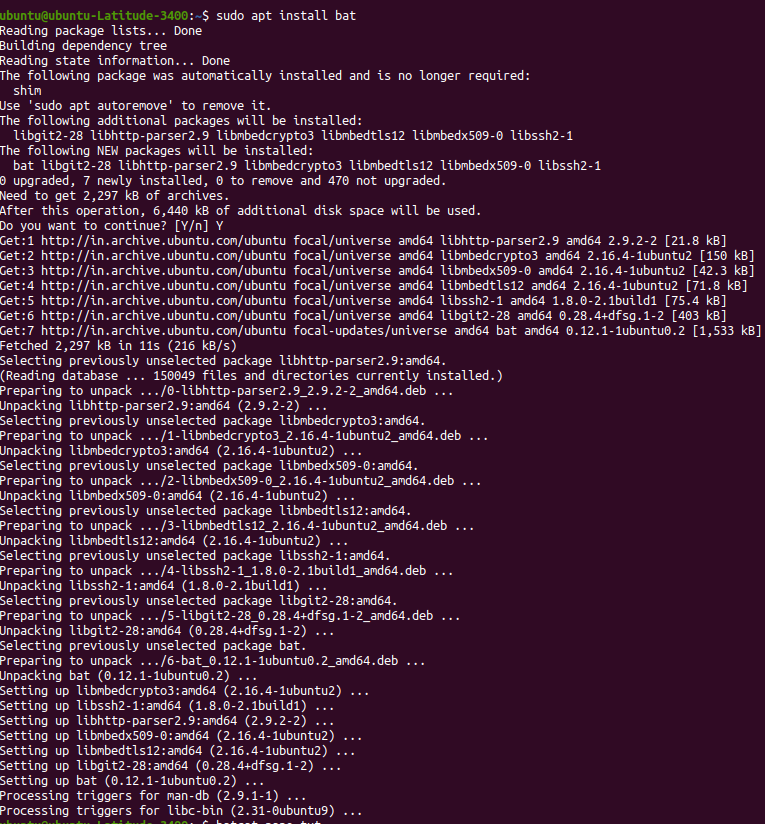 ubuntu@ubuntu-Latitude-3400:~$ sudo apt install bat
Reading package lists... Done
Building dependency tree
Reading state information... Done
The following package was automatically installed and is no longer required:
  shim
Use 'sudo apt autoremove' to remove it.
The following additional packages will be installed:
  libgit2-28 libhttp-parser2.9 libmbedcrypto3 libmbedtls12 libmbedx509-0 libssh2-1
The following NEW packages will be installed:
  bat libgit2-28 libhttp-parser2.9 libmbedcrypto3 libmbedtls12 libmbedx509-0 libssh2-1
0 upgraded, 7 newly installed, 0 to remove and 470 not upgraded.
Need to get 2,297 kB of archives.
After this operation, 6,440 kB of additional disk space will be used.
Do you want to continue? [Y/n] Y
Get:1 http://in.archive.ubuntu.com/ubuntu focal/universe amd64 libhttp-parser2.9 amd64 2.9.2-2 [21.8 kB]
Get:2 http://in.archive.ubuntu.com/ubuntu focal/universe amd64 libmbedcrypto3 amd64 2.16.4-1ubuntu2 [150 kB]
Get:3 http://in.archive.ubuntu.com/ubuntu focal/universe amd64 libmbedx509-0 amd64 2.16.4-1ubuntu2 [42.3 kB]
Get:4 http://in.archive.ubuntu.com/ubuntu focal/universe amd64 libmbedtls12 amd64 2.16.4-1ubuntu2 [71.8 kB]
Get:5 http://in.archive.ubuntu.com/ubuntu focal/universe amd64 libssh2-1 amd64 1.8.0-2.1build1 [75.4 kB]
Get:6 http://in.archive.ubuntu.com/ubuntu focal/universe amd64 libgit2-28 amd64 0.28.4+dfsg.1-2 [403 kB]
Get:7 http://in.archive.ubuntu.com/ubuntu focal-updates/universe amd64 bat amd64 0.12.1-1ubuntu0.2 [1,533 kB]
Fetched 2,297 kB in 11s (216 kB/s)
Selecting previously unselected package libhttp-parser2.9:amd64.
(Reading database ... 150049 files and directories currently installed.)
Preparing to unpack .../0-libhttp-parser2.9_2.9.2-2_amd64.deb ...
Unpacking libhttp-parser2.9:amd64 (2.9.2-2) ...
Selecting previously unselected package libmbedcrypto3:amd64.
Preparing to unpack .../1-libmbedcrypto3_2.16.4-1ubuntu2_amd64.deb ...
Unpacking libmbedcrypto3:amd64 (2.16.4-1ubuntu2) ...
Selecting previously unselected package libmbedx509-0:amd64.
Preparing to unpack .../2-libmbedx509-0_2.16.4-1ubuntu2_amd64.deb ...
Unpacking libmbedx509-0:amd64 (2.16.4-1ubuntu2) ...
Selecting previously unselected package libmbedtls12:amd64.
Preparing to unpack .../3-libmbedtls12_2.16.4-1ubuntu2_amd64.deb ...
Unpacking libmbedtls12:amd64 (2.16.4-1ubuntu2) ...
Selecting previously unselected package libssh2-1:amd64.
Preparing to unpack .../4-libssh2-1_1.8.0-2.1build1_amd64.deb ...
Unpacking libssh2-1:amd64 (1.8.0-2.1build1) ...
Selecting previously unselected package libgit2-28:amd64.
Preparing to unpack .../5-libgit2-28_0.28.4+dfsg.1-2_amd64.deb ...
Unpacking libgit2-28:amd64 (0.28.4+dfsg.1-2) ...
Selecting previously unselected package bat.
Preparing to unpack .../6-bat_0.12.1-1ubuntu0.2_amd64.deb ...
Unpacking bat (0.12.1-1ubuntu0.2) ...
Setting up libmbedcrypto3:amd64 (2.16.4-1ubuntu2) ...
Setting up libssh2-1:amd64 (1.8.0-2.1build1) ...
Setting up libhttp-parser2.9:amd64 (2.9.2-2) ...
Setting up libmbedx509-0:amd64 (2.16.4-1ubuntu2) ...
Setting up libmbedtls12:amd64 (2.16.4-1ubuntu2) ...
Setting up libgit2-28:amd64 (0.28.4+dfsg.1-2) ...
Setting up bat (0.12.1-1ubuntu0.2) ...
Processing triggers for man-db (2.9.1-1) ...
Processing triggers for libc-bin (2.31-0ubuntu9) ...